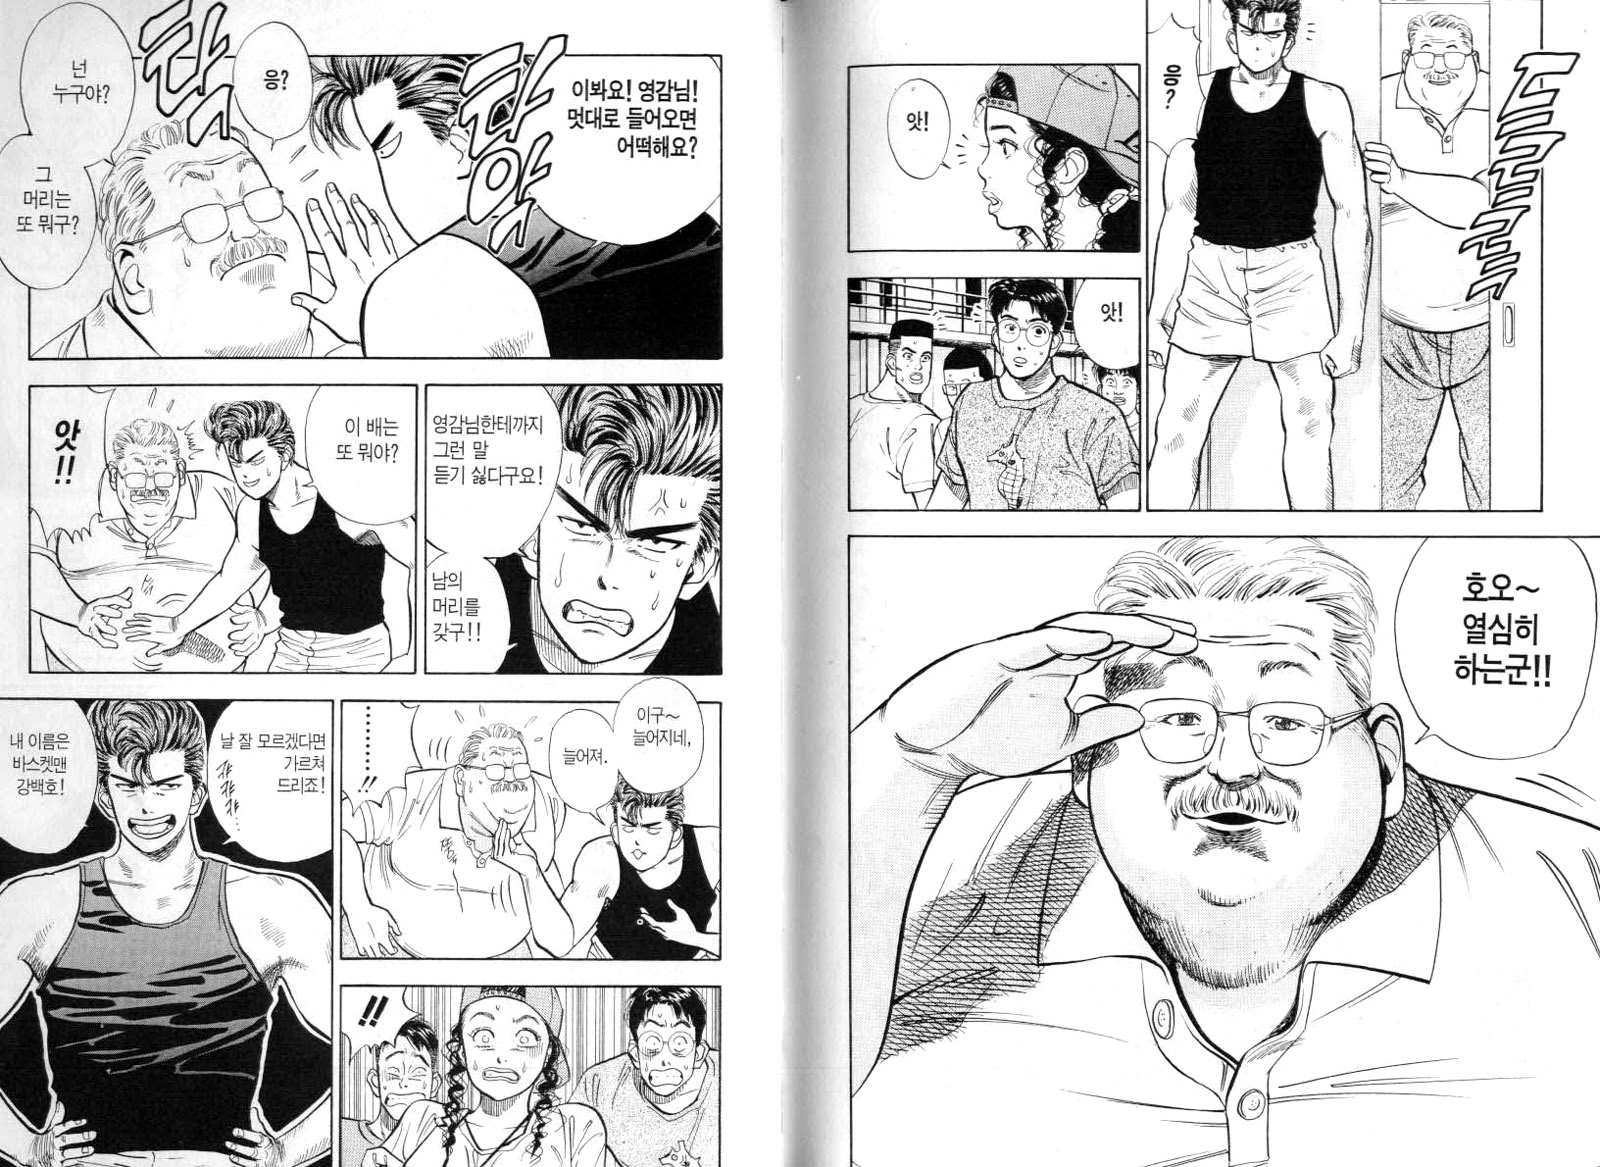 응?
앗!
앗!
호오~
열심히
하는군!!
이봐요! 영감님!
멋대로 들어오면
어떡해요?
탁
응?
넌
누구야?
그
머리는
또 뭐구?
영감님한테까지
그런 말
듣기 싫다구요!
남의
머리를
갖구!!
이 배는
또 뭐야?
앗!!
이구~
늘어지네,
늘어져.
……!!
!!
날 잘 모르겠다면
가르쳐
드리죠!
캬캬캬…
내 이름은
바스켓맨
강백호!